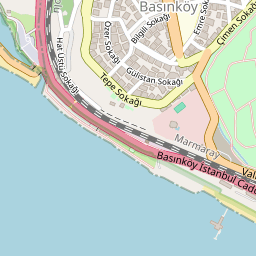 Basınköy
Bilgili Sokağı
Özer Sokağı
Emre Sokağı
Çimen Sokağı
Gülistan Sokağı
Tepe Sokağı
Hat Üstü Sokağı
Marmaray
Basınköy İstanbul Cadd